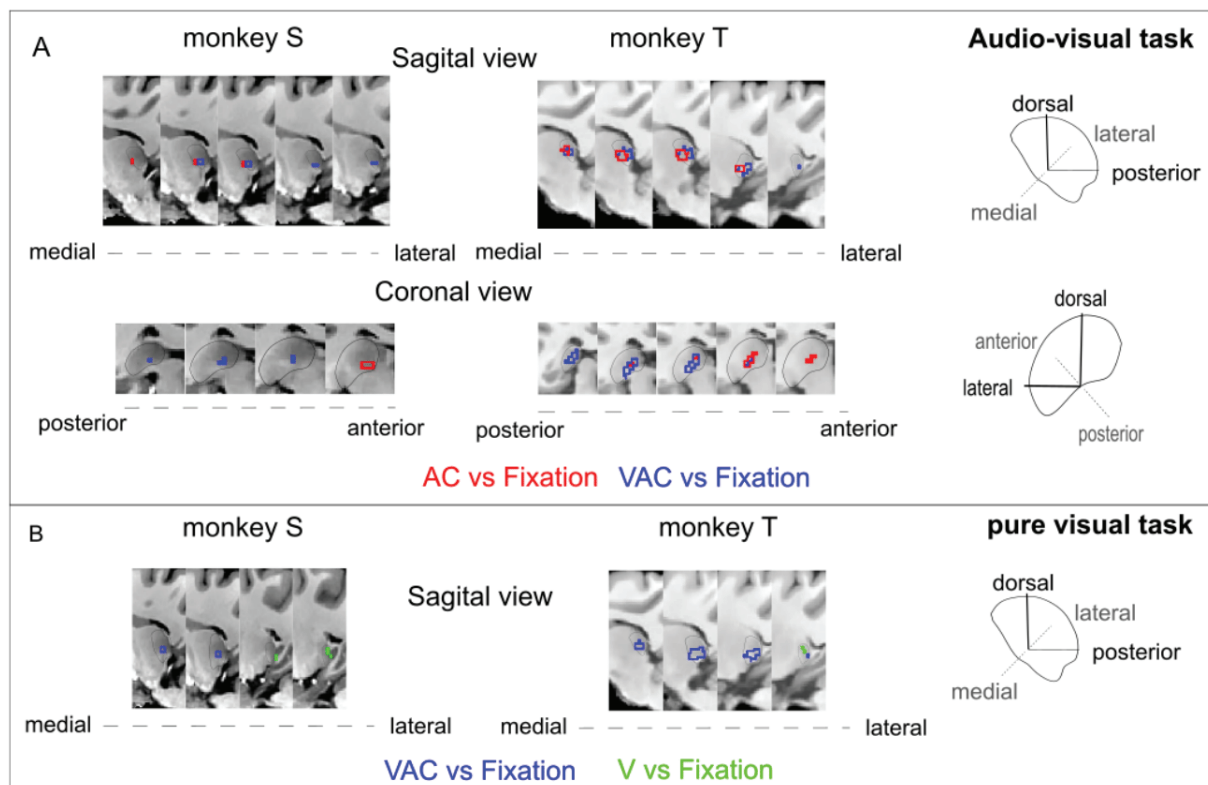 A
monkey S
monkey T
Audio-visual task
Sagital view
dorsal
lateral
posterior
medial
medial
lateral
medial
lateral
Coronal view
dorsal
anterior
lateral
posterior
posterior
anterior
posterior
anterior
AC vs Fixation VAC vs Fixation
B
monkey S
monkey T
pure visual task
Sagital view
dorsal
lateral
posterior
medial
medial
lateral
medial
lateral
VAC vs Fixation V vs Fixation